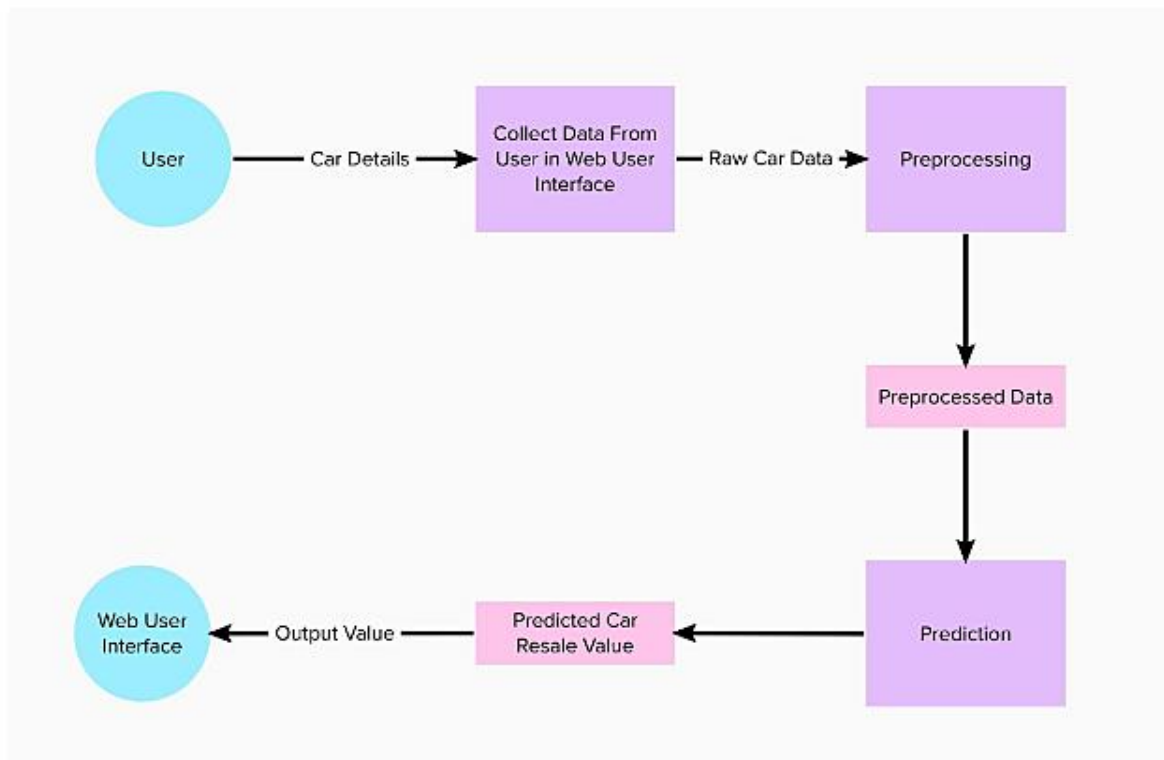 User
Car Details
Collect Data From
User in Web User
Interface
Raw Car Data
Preprocessing
Preprocessed Data
Prediction
Predicted Car
Resale Value
Output Value
Web User
Interface